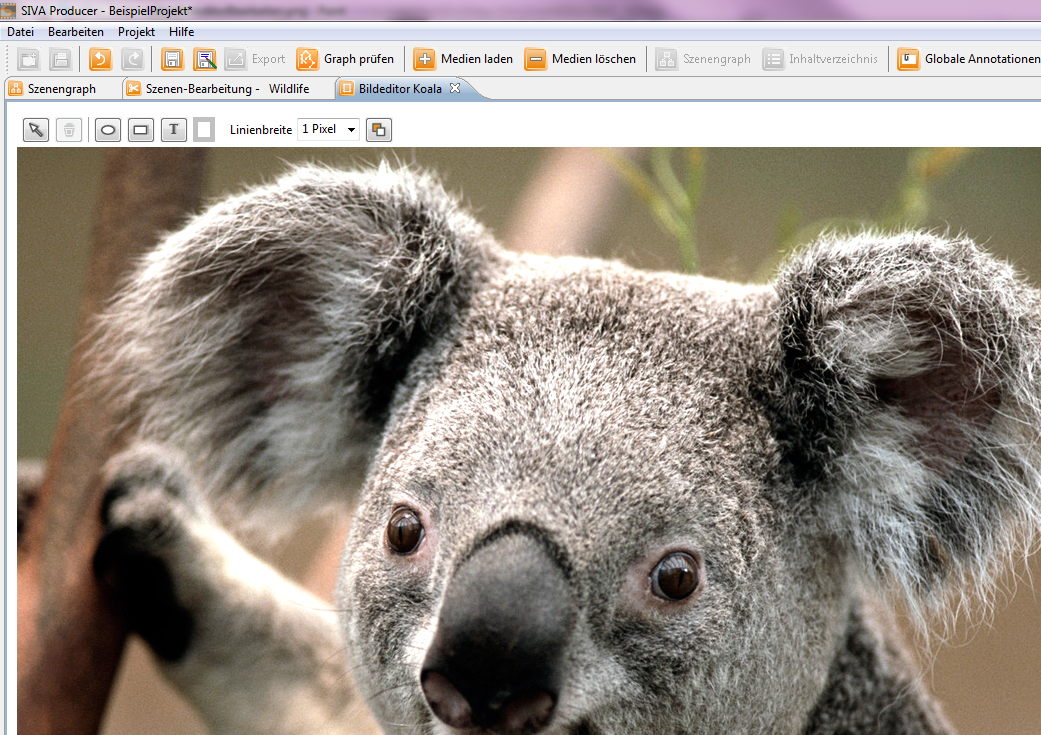 SIVA Producer - BeispielProjekt*
Datei Bearbeiten Projekt Hilfe
Export Graph prüfen Medien laden Medien löschen Szenengraph Inhaltverzeichnis Globale Annotationen
Szenengraph Szenen-Bearbeitung - Wildlife Bildeditor Koala
T Linienbreite 1 Pixel